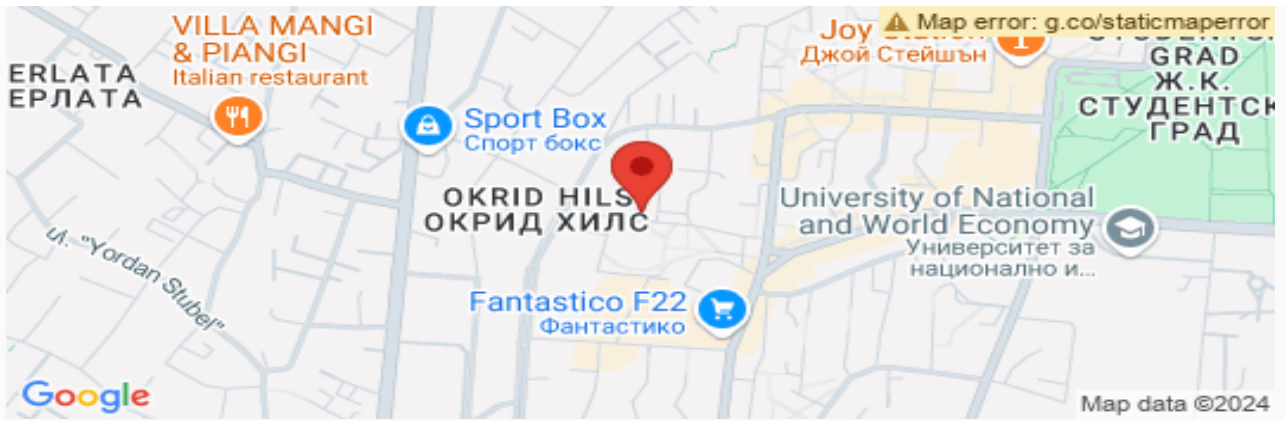 VILLA MANGI
& PIANGI
Italian restaurant
ERLATA
ЕРЛАТА
Sport Box
Спорт бокс
Joy
Джой Стейшън
Map error: g.co/staticmaperror
GRAD
Ж.К.
СТУДЕНТСК
ГРАД
OKRID HILS
ОКРИД ХИЛС
University of National
and World Economy
Университет за
национално и...
ul. "Yordan Stubel"
Fantastico F22
Фантастико
Google
Map data ©2024